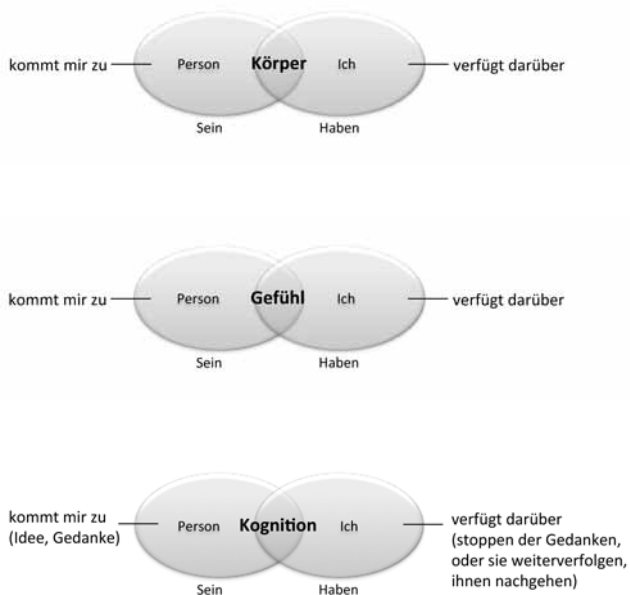 kommt mir zu Person Körper Ich verfügt darüber
Sein Haben
kommt mir zu Person Gefühl Ich verfügt darüber
Sein Haben
kommt mir zu
(Idee, Gedanke)
Person Kognition Ich
verfügt darüber
(stoppen der Gedanken,
oder sie weiterverfolgen,
ihnen nachgehen)
Sein Haben